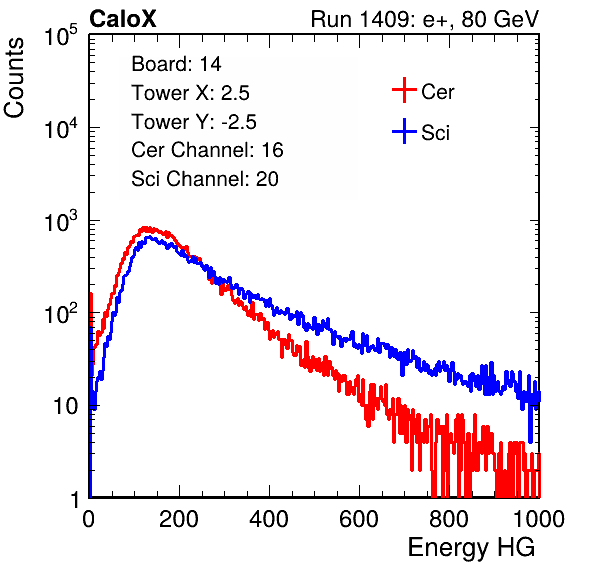 CaloX Run 1409: e+, 80 GeV
Counts
10^5
10^4
10^3
10^2
10
1
Board: 14
Tower X: 2.5
Tower Y: -2.5
Cer Channel: 16
Sci Channel: 20
Cer
Sci
0 200 400 600 800 1000
Energy HG